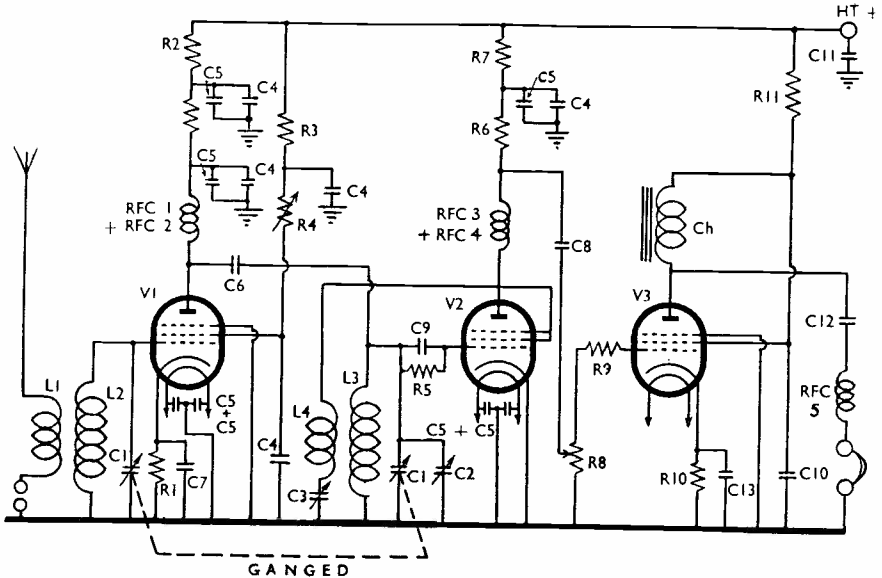 HT +
R2
R7
C11
C5
C4
C5
C4
R11
R3
R6
C5
C4
C4
RFC 1
+ RFC 2
R4
RFC 3
+ RFC 4
C8
Ch
C6
V1
V2
V3
C12
C9
R5
R9
L1
L2
C5
+
C5
L3
L4
RFC
5
C1
R1
C7
C4
C3
C5 + C5
C1
C2
R8
R10
C13
C10
GANGED